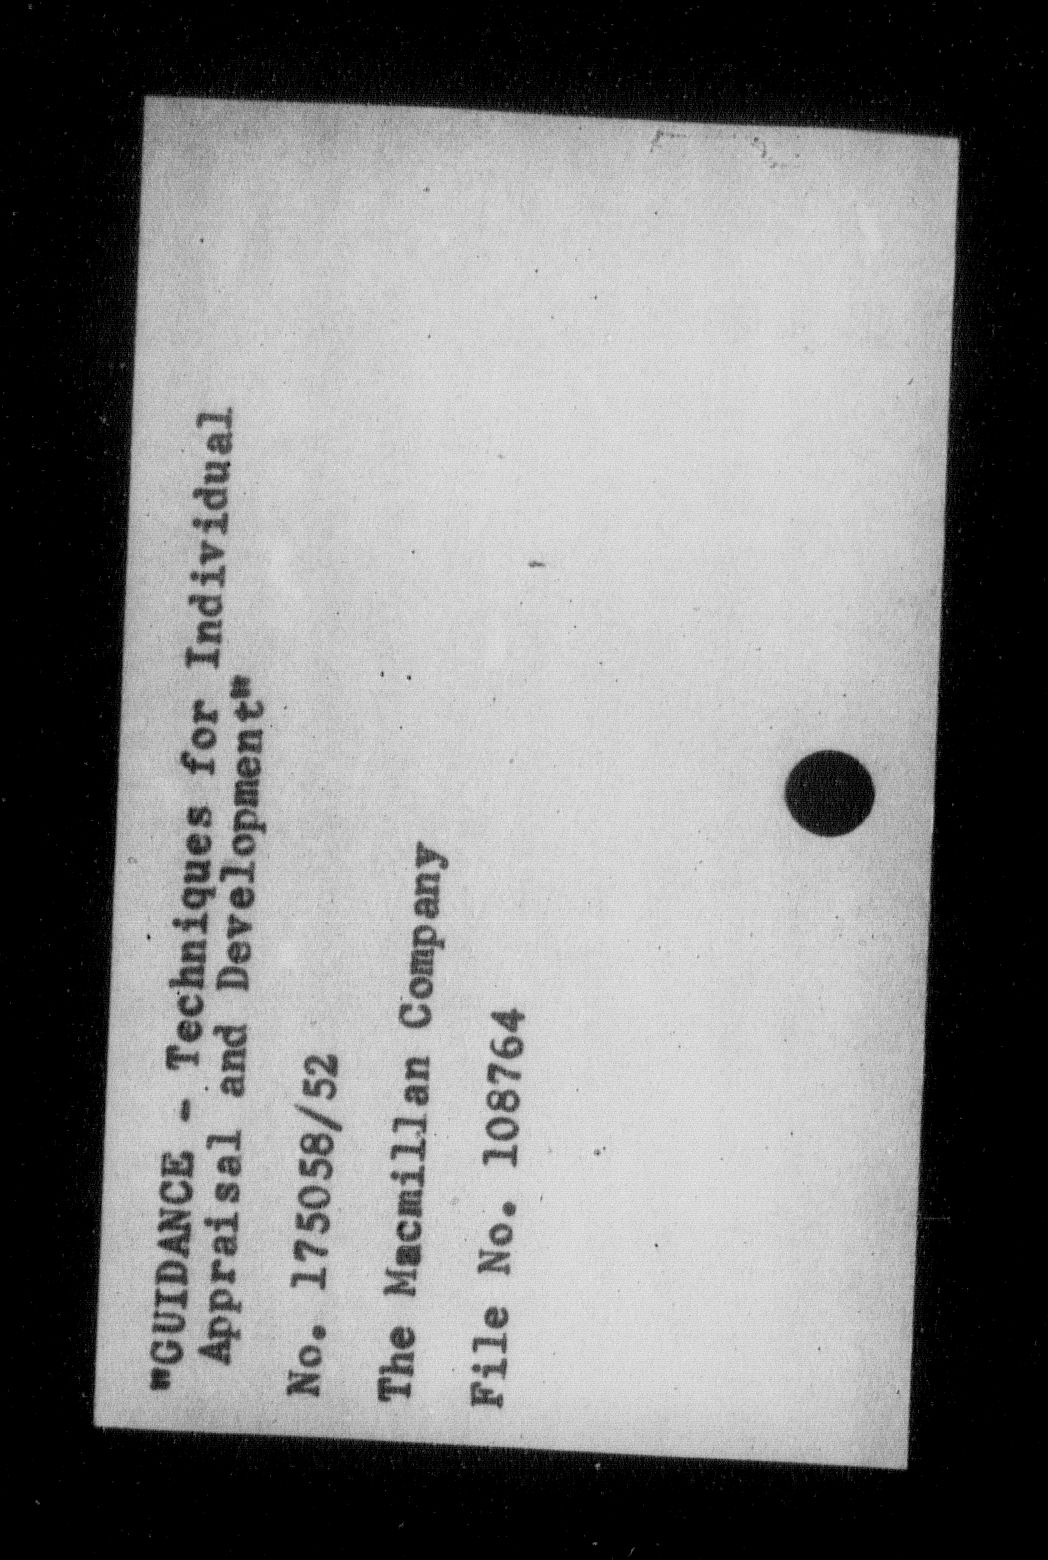 "GUIDANCE - Techniques for Individual
Appraisal and Development"
No. 175058/52
The Macmillan Company
File No. 108764